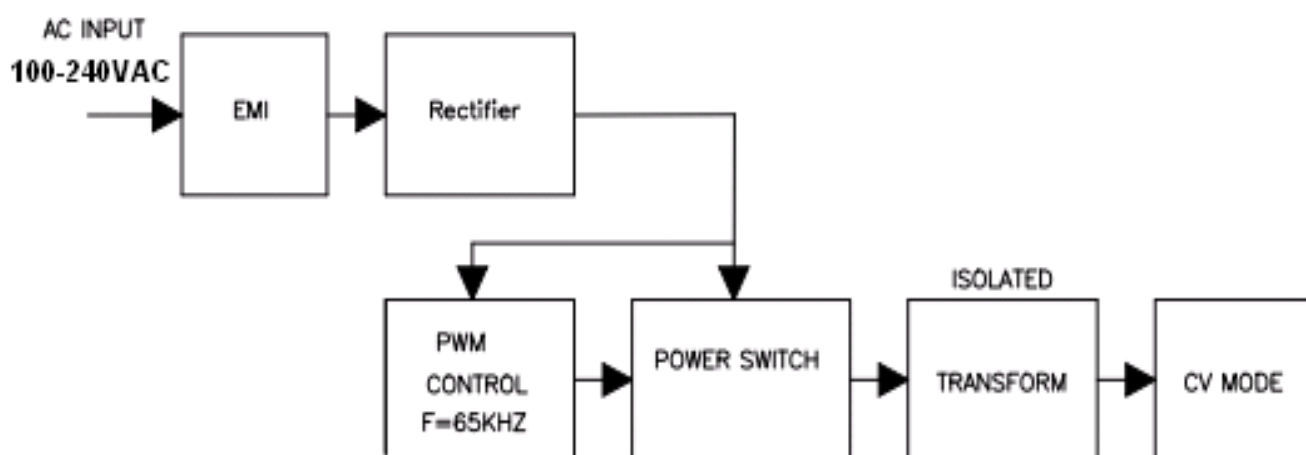 AC INPUT
100-240VAC
EMI
Rectifier
ISOLATED
PWM
CONTROL
F=65KHZ
POWER SWITCH
TRANSFORM
CV MODE